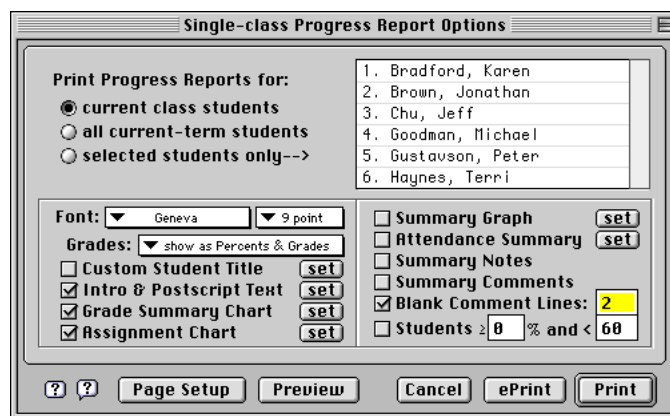 Single-class Progress Report Options
Print Progress Reports for:
current class students
all current-term students
selected students only-->
1. Bradford, Karen
2. Brown, Jonathan
3. Chu, Jeff
4. Goodman, Michael
5. Gustavson, Peter
6. Haynes, Terri
Font: Geneva 9 point
Grades: show as Percents & Grades
Custom Student Title set
Intro & Postscript Text set
Grade Summary Chart set
Assignment Chart set
Summary Graph set
Attendance Summary set
Summary Notes
Summary Comments
Blank Comment Lines: 2
Students ≥ 0 % and < 60
? ? Page Setup Preview Cancel ePrint Print